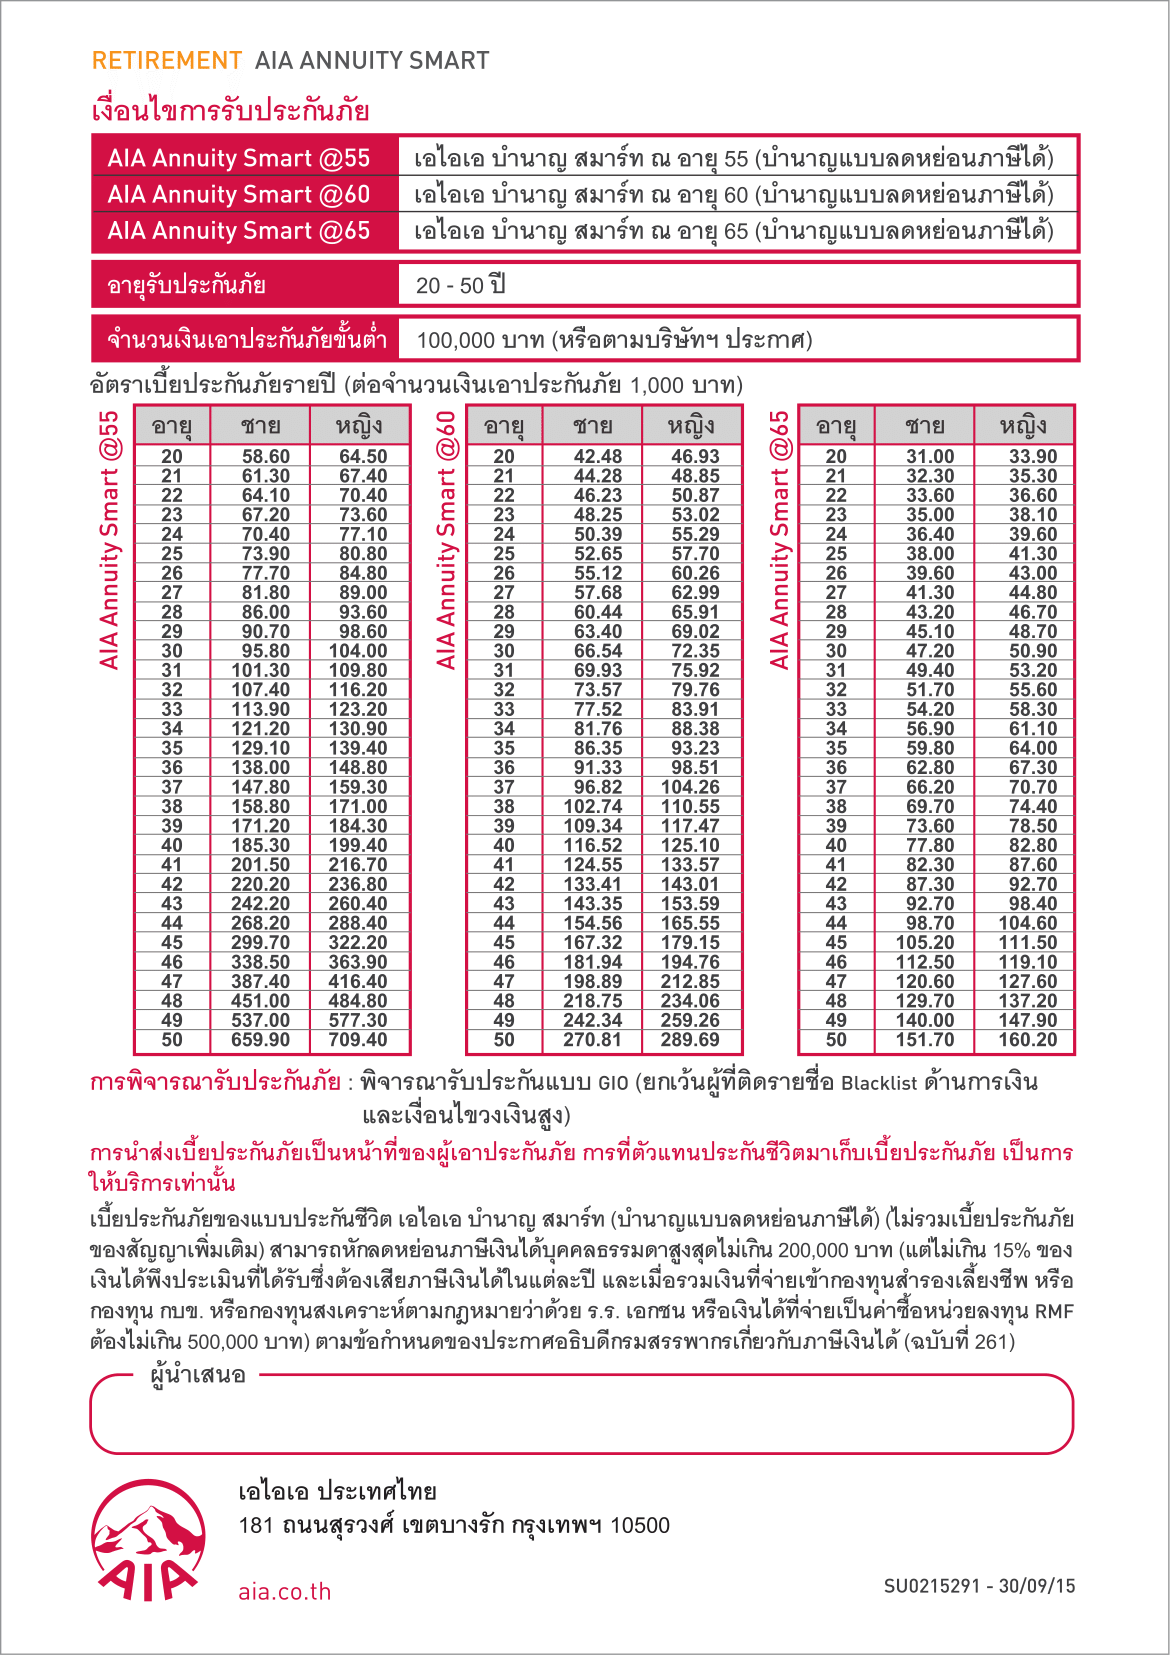 RETIREMENT AIA ANNUITY SMART
เงื่อนไขการรับประกันภัย
AIA Annuity Smart @55 เอไอเอ บำนาญ สมาร์ท ณ อายุ 55 (บำนาญแบบลดหย่อนภาษีได้)
AIA Annuity Smart @60 เอไอเอ บำนาญ สมาร์ท ณ อายุ 60 (บำนาญแบบลดหย่อนภาษีได้)
AIA Annuity Smart @65 เอไอเอ บำนาญ สมาร์ท ณ อายุ 65 (บำนาญแบบลดหย่อนภาษีได้)
อายุรับประกันภัย 20 - 50 ปี
จำนวนเงินเอาประกันภัยขั้นต่ำ 100,000 บาท (หรือตามบริษัทฯ ประกาศ)
อัตราเบี้ยประกันภัยรายปี (ต่อจำนวนเงินเอาประกันภัย 1,000 บาท)
AIA Annuity Smart @55
อายุ ชาย หญิง
20 58.60 64.50
21 61.30 67.40
22 64.10 70.40
23 67.20 73.60
24 70.40 77.10
25 73.90 80.80
26 77.70 84.80
27 81.80 89.00
28 86.00 93.60
29 90.70 98.60
30 95.80 104.00
31 101.30 109.80
32 107.40 116.20
33 113.90 123.20
34 121.20 130.90
35 129.10 139.40
36 138.00 148.80
37 147.80 159.30
38 158.80 171.00
39 171.20 184.30
40 185.30 199.40
41 201.50 216.70
42 220.20 236.80
43 242.20 260.40
44 268.20 288.40
45 299.70 322.20
46 338.50 363.90
47 387.40 416.40
48 451.00 484.80
49 537.00 577.30
50 659.90 709.40
AIA Annuity Smart @60
อายุ ชาย หญิง
20 42.48 46.93
21 44.28 48.85
22 46.23 50.87
23 48.25 53.02
24 50.39 55.29
25 52.65 57.70
26 55.12 60.26
27 57.68 62.99
28 60.44 65.91
29 63.40 69.02
30 66.54 72.35
31 69.93 75.92
32 73.57 79.76
33 77.52 83.91
34 81.76 88.38
35 86.35 93.23
36 91.33 98.51
37 96.82 104.26
38 102.74 110.55
39 109.34 117.47
40 116.52 125.10
41 124.55 133.57
42 133.41 143.01
43 143.35 153.59
44 154.56 165.55
45 167.32 179.15
46 181.94 194.76
47 198.89 212.85
48 218.75 234.06
49 242.34 259.26
50 270.81 289.69
AIA Annuity Smart @65
อายุ ชาย หญิง
20 31.00 33.90
21 32.30 35.30
22 33.60 36.60
23 35.00 38.10
24 36.40 39.60
25 38.00 41.30
26 39.60 43.00
27 41.30 44.80
28 43.20 46.70
29 45.10 48.70
30 47.20 50.90
31 49.40 53.20
32 51.70 55.60
33 54.20 58.30
34 56.90 61.10
35 59.80 64.00
36 62.80 67.30
37 66.20 70.70
38 69.70 74.40
39 73.60 78.50
40 77.80 82.80
41 82.30 87.60
42 87.30 92.70
43 92.70 98.40
44 98.70 104.60
45 105.20 111.50
46 112.50 119.10
47 120.60 127.60
48 129.70 137.20
49 140.00 147.90
50 151.70 160.20
การพิจารณารับประกันภัย : พิจารณารับประกันแบบ GIO (ยกเว้นผู้ที่ติดรายชื่อ Blacklist ด้านการเงิน
และเงื่อนไขวงเงินสูง)
การนำส่งเบี้ยประกันภัยเป็นหน้าที่ของผู้เอาประกันภัย การที่ตัวแทนประกันชีวิตมาเก็บเบี้ยประกันภัย เป็นการ
ให้บริการเท่านั้น
เบี้ยประกันภัยของแบบประกันชีวิต เอไอเอ บำนาญ สมาร์ท (บำนาญแบบลดหย่อนภาษีได้) (ไม่รวมเบี้ยประกันภัย
ของสัญญาเพิ่มเติม) สามารถหักลดหย่อนภาษีเงินได้บุคคลธรรมดาสูงสุดไม่เกิน 200,000 บาท (แต่ไม่เกิน 15% ของ
เงินได้พึงประเมินที่ได้รับซึ่งต้องเสียภาษีเงินได้ในแต่ละปี และเมื่อรวมเงินที่จ่ายเข้ากองทุนสำรองเลี้ยงชีพ หรือ
กองทุน กบข. หรือกองทุนสงเคราะห์ตามกฎหมายว่าด้วย ร.ร. เอกชน หรือเงินได้ที่จ่ายเป็นค่าซื้อหน่วยลงทุน RMF
ต้องไม่เกิน 500,000 บาท) ตามข้อกำหนดของประกาศอธิบดีกรมสรรพากรเกี่ยวกับภาษีเงินได้ (ฉบับที่ 261)
ผู้นำเสนอ
เอไอเอ ประเทศไทย
181 ถนนสุรวงศ์ เขตบางรัก กรุงเทพฯ 10500
AIA
aia.co.th
SU0215291 - 30/09/15